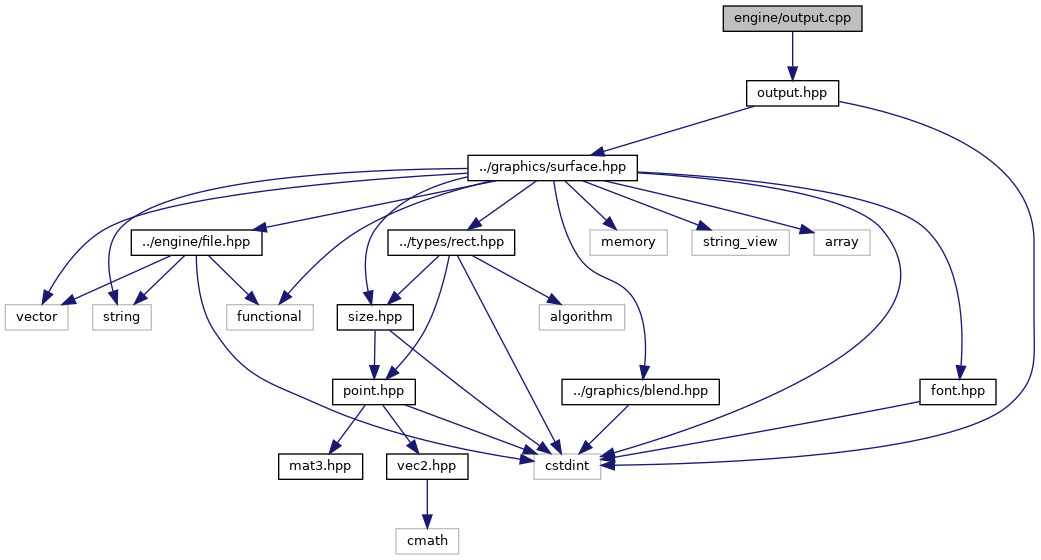 engine/output.cpp
output.hpp
../graphics/surface.hpp
../engine/file.hpp
../types/rect.hpp
memory
string_view
array
vector
string
functional
size.hpp
algorithm
point.hpp
../graphics/blend.hpp
font.hpp
mat3.hpp
vec2.hpp
cstdint
cmath